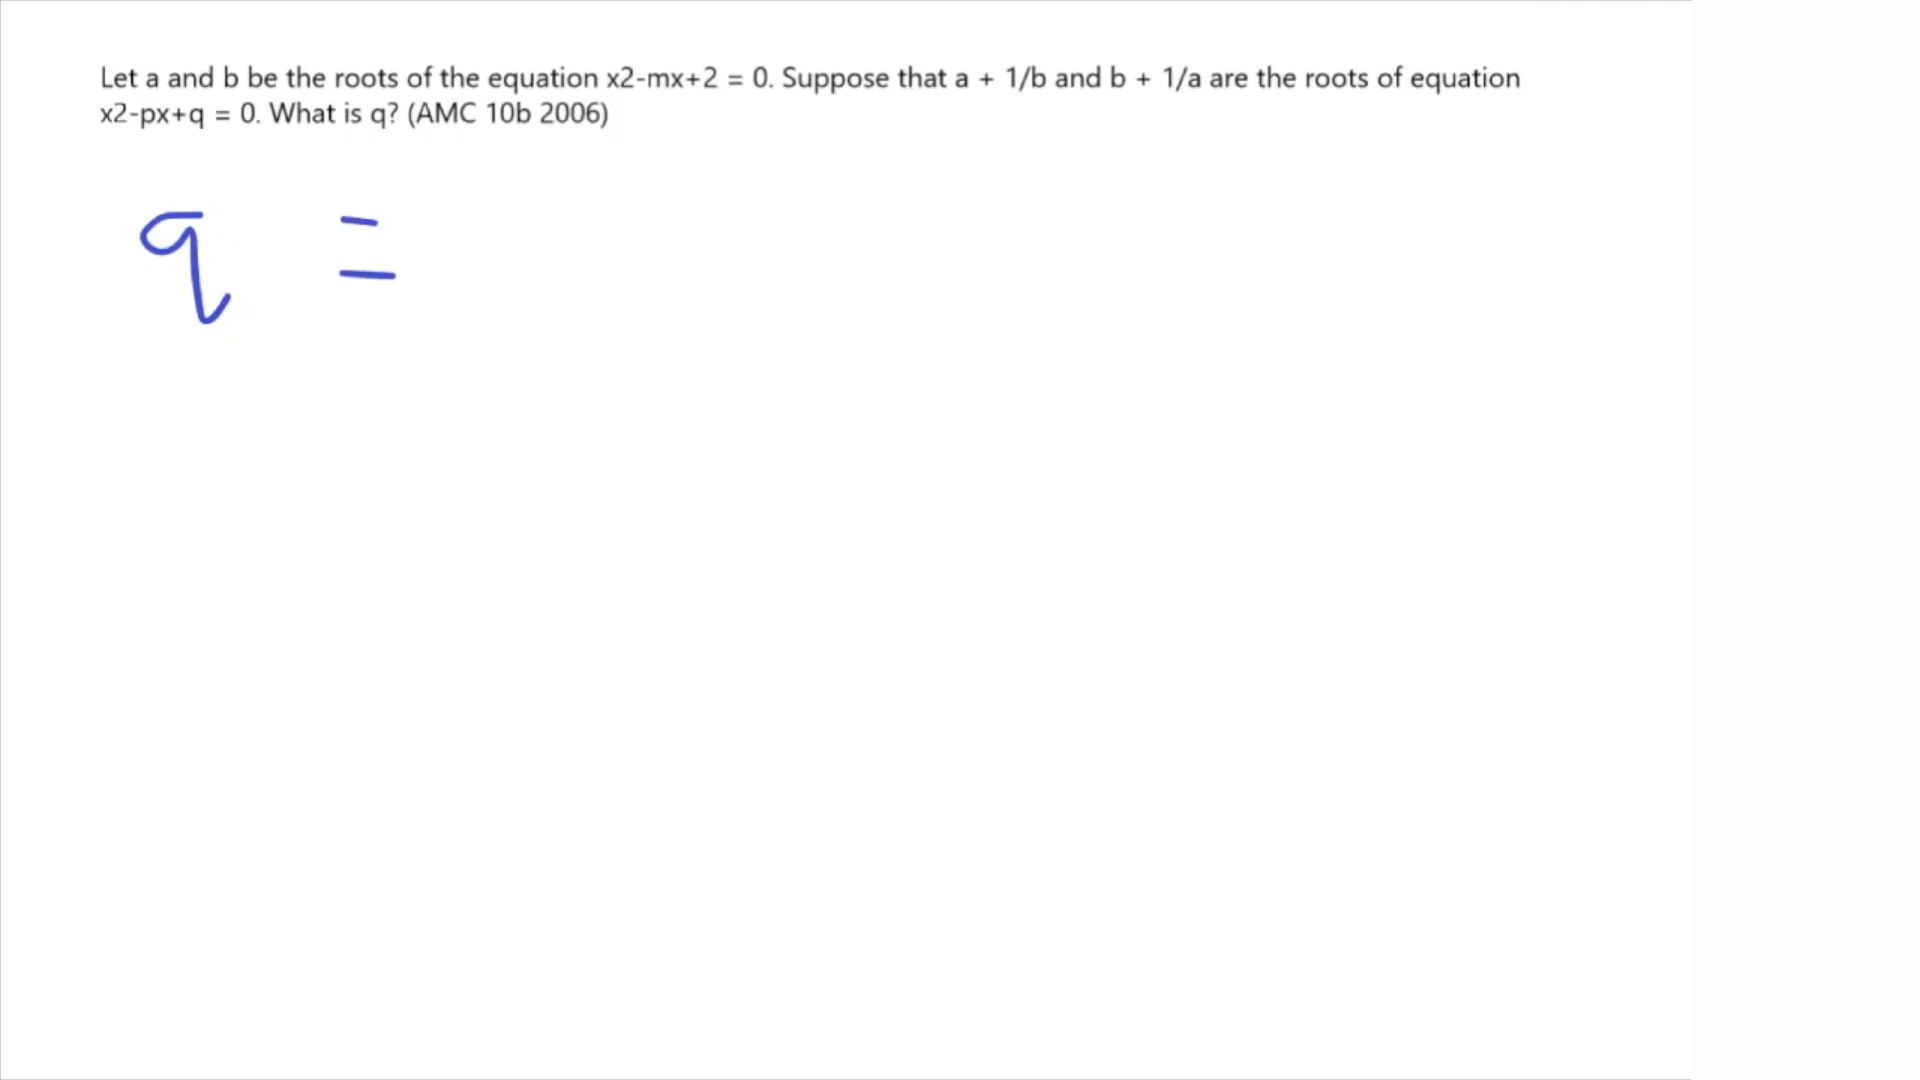 Let a and b be the roots of the equation x2-mx+2 = 0. Suppose that a + 1/b and b + 1/a are the roots of equation
x2-px+q = 0. What is q? (AMC 10b 2006)
q =